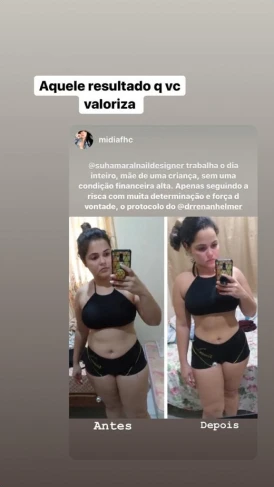 Aquele resultado q vc
valoriza
midiafhc
@suhamaralnaildesigner trabalha o dia
inteiro, mãe de uma criança, sem uma
condição financeira alta. Apenas seguindo a
risca com muita determinação e força d
vontade, o protocolo do @drrenanhelmer
Antes
Depois